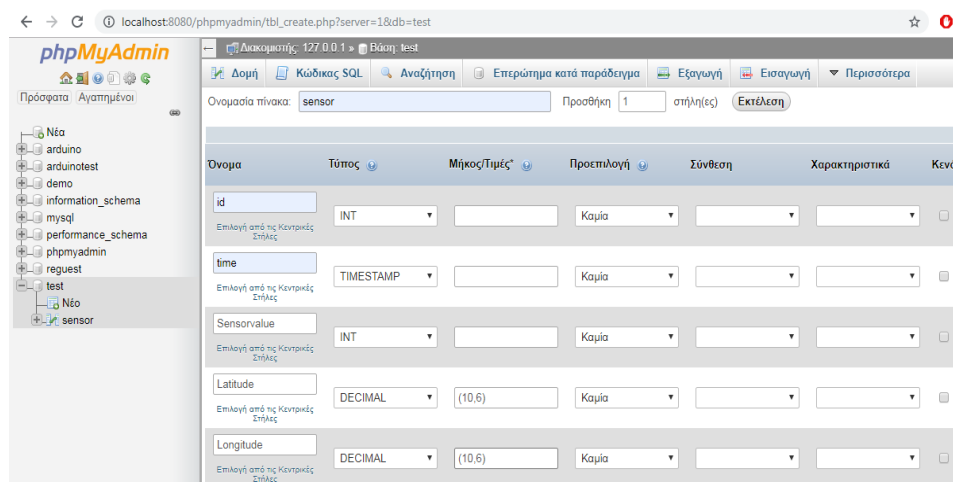 localhost:8080/phpmyadmin/tbl_create.php?server=1&db=test
phpMyAdmin
Πρόσφατα Αγαπημένοι
Νέα
arduino
arduinotest
demo
information_schema
mysql
performance_schema
phpmyadmin
reguest
test
Νέο
sensor
Διακομιστής: 127.0.0.1 » Βάση: test
Δομή Κώδικας SQL Αναζήτηση Επερώτημα κατά παράδειγμα Εξαγωγή Εισαγωγή Περισσότερα
Ονομασία πίνακα: sensor Προσθήκη 1 στήλη(ες) Εκτέλεση
Όνομα Τύπος Μήκος/Τιμές* Προεπιλογή Σύνθεση Χαρακτηριστικά Κενό
id INT Καμία
Επιλογή από τις Κεντρικές
Στήλες
time TIMESTAMP Καμία
Επιλογή από τις Κεντρικές
Στήλες
Sensorvalue INT Καμία
Επιλογή από τις Κεντρικές
Στήλες
Latitude DECIMAL (10,6) Καμία
Επιλογή από τις Κεντρικές
Στήλες
Longitude DECIMAL (10,6) Καμία
Επιλογή από τις Κεντρικές
Στήλες